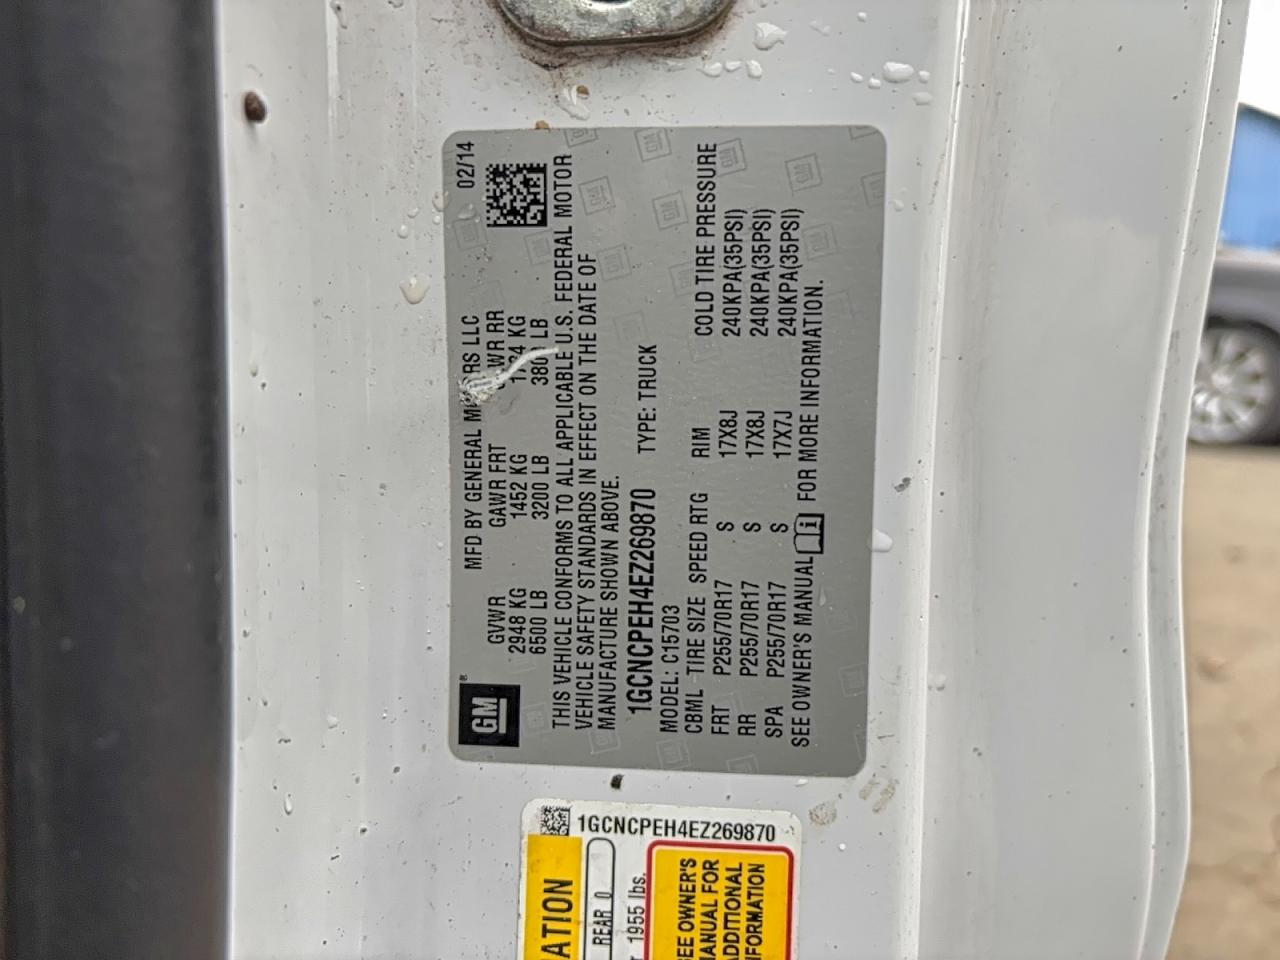 GM
MFD BY GENERAL RS LLC 02/14
GVWR GAWR FRT WR RR
2948 KG 1452 KG KG
6500 LB 3200 LB LB
THIS VEHICLE CONFORMS TO ALL APPLICABLE U.S. FEDERAL MOTOR
VEHICLE SAFETY STANDARDS IN EFFECT ON THE DATE OF
MANUFACTURE SHOWN ABOVE.
1GCNCPEH4EZ269870 TYPE: TRUCK
MODEL: C15703
CBML TIRE SIZE SPEED RTG RIM COLD TIRE PRESSURE
FRT P255/70R17 S 17X8J 240KPA(35PSI)
RR P255/70R17 S 17X8J 240KPA(35PSI)
SPA P255/70R17 S 17X7J 240KPA(35PSI)
SEE OWNER'S MANUAL i FOR MORE INFORMATION.
1GCNCPEH4EZ269870
ATION
REAR 0
1955 lbs.
SEE OWNER'S
MANUAL FOR
ADDITIONAL
INFORMATION